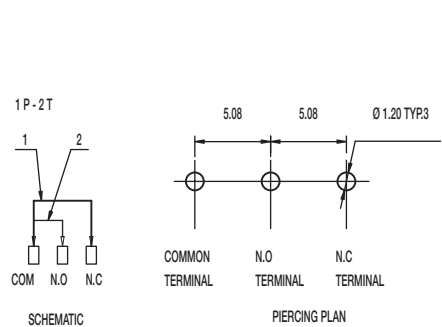 1 P - 2 T
1 2
COM N.O N.C
SCHEMATIC
5.08 5.08 Ø 1.20 TYP.3
COMMON TERMINAL
N.O TERMINAL
N.C TERMINAL
PIERCING PLAN